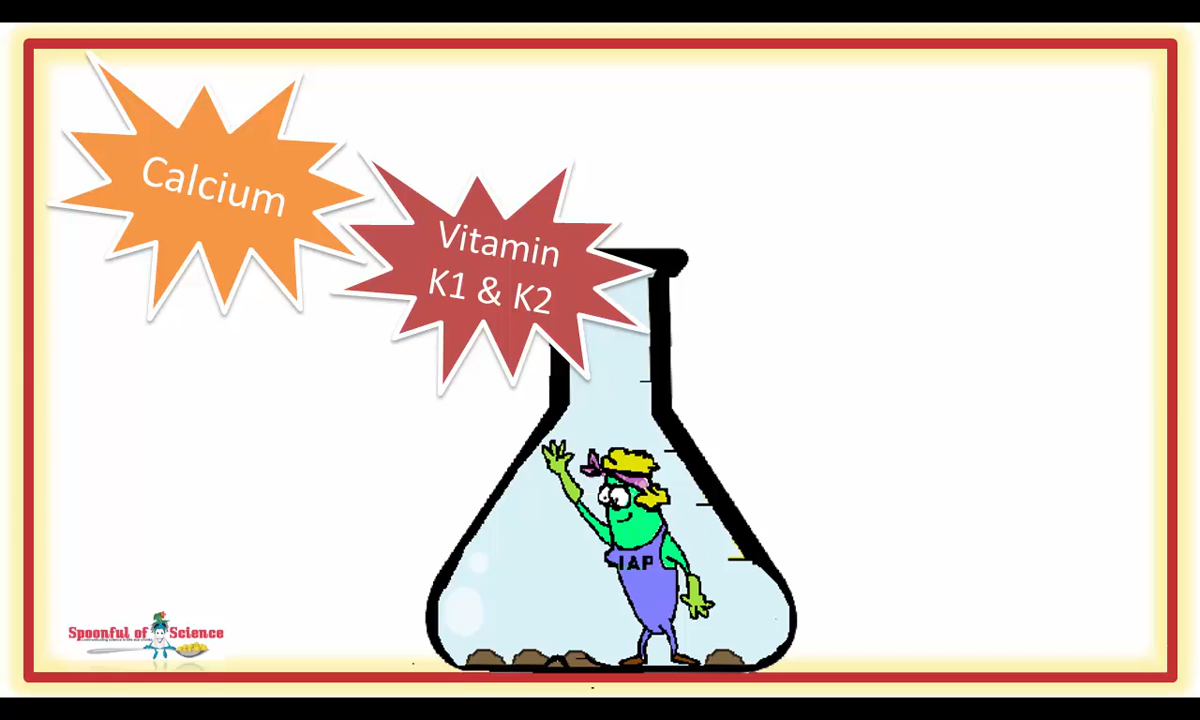 Calcium
Vitamin
K1 & K2
IAP
Spoonful of Science